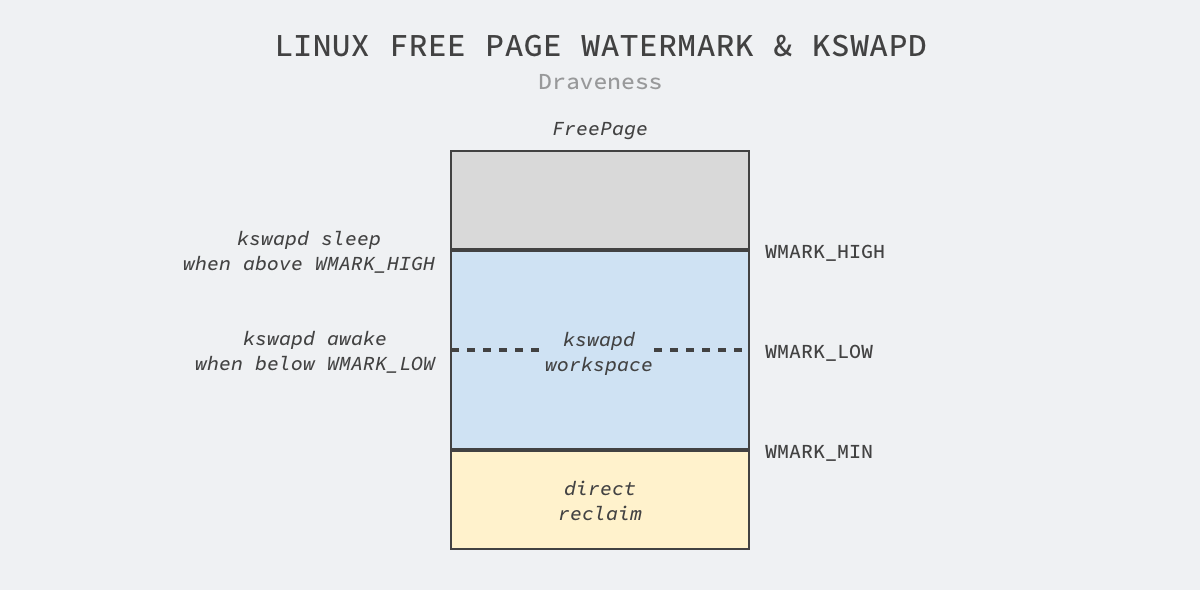 LINUX FREE PAGE WATERMARK & KSWAPD
Draveness
FreePage
kswapd sleep
when above WMARK_HIGH
WMARK_HIGH
kswapd awake
when below WMARK_LOW
kswapd
workspace
WMARK_LOW
WMARK_MIN
direct
reclaim